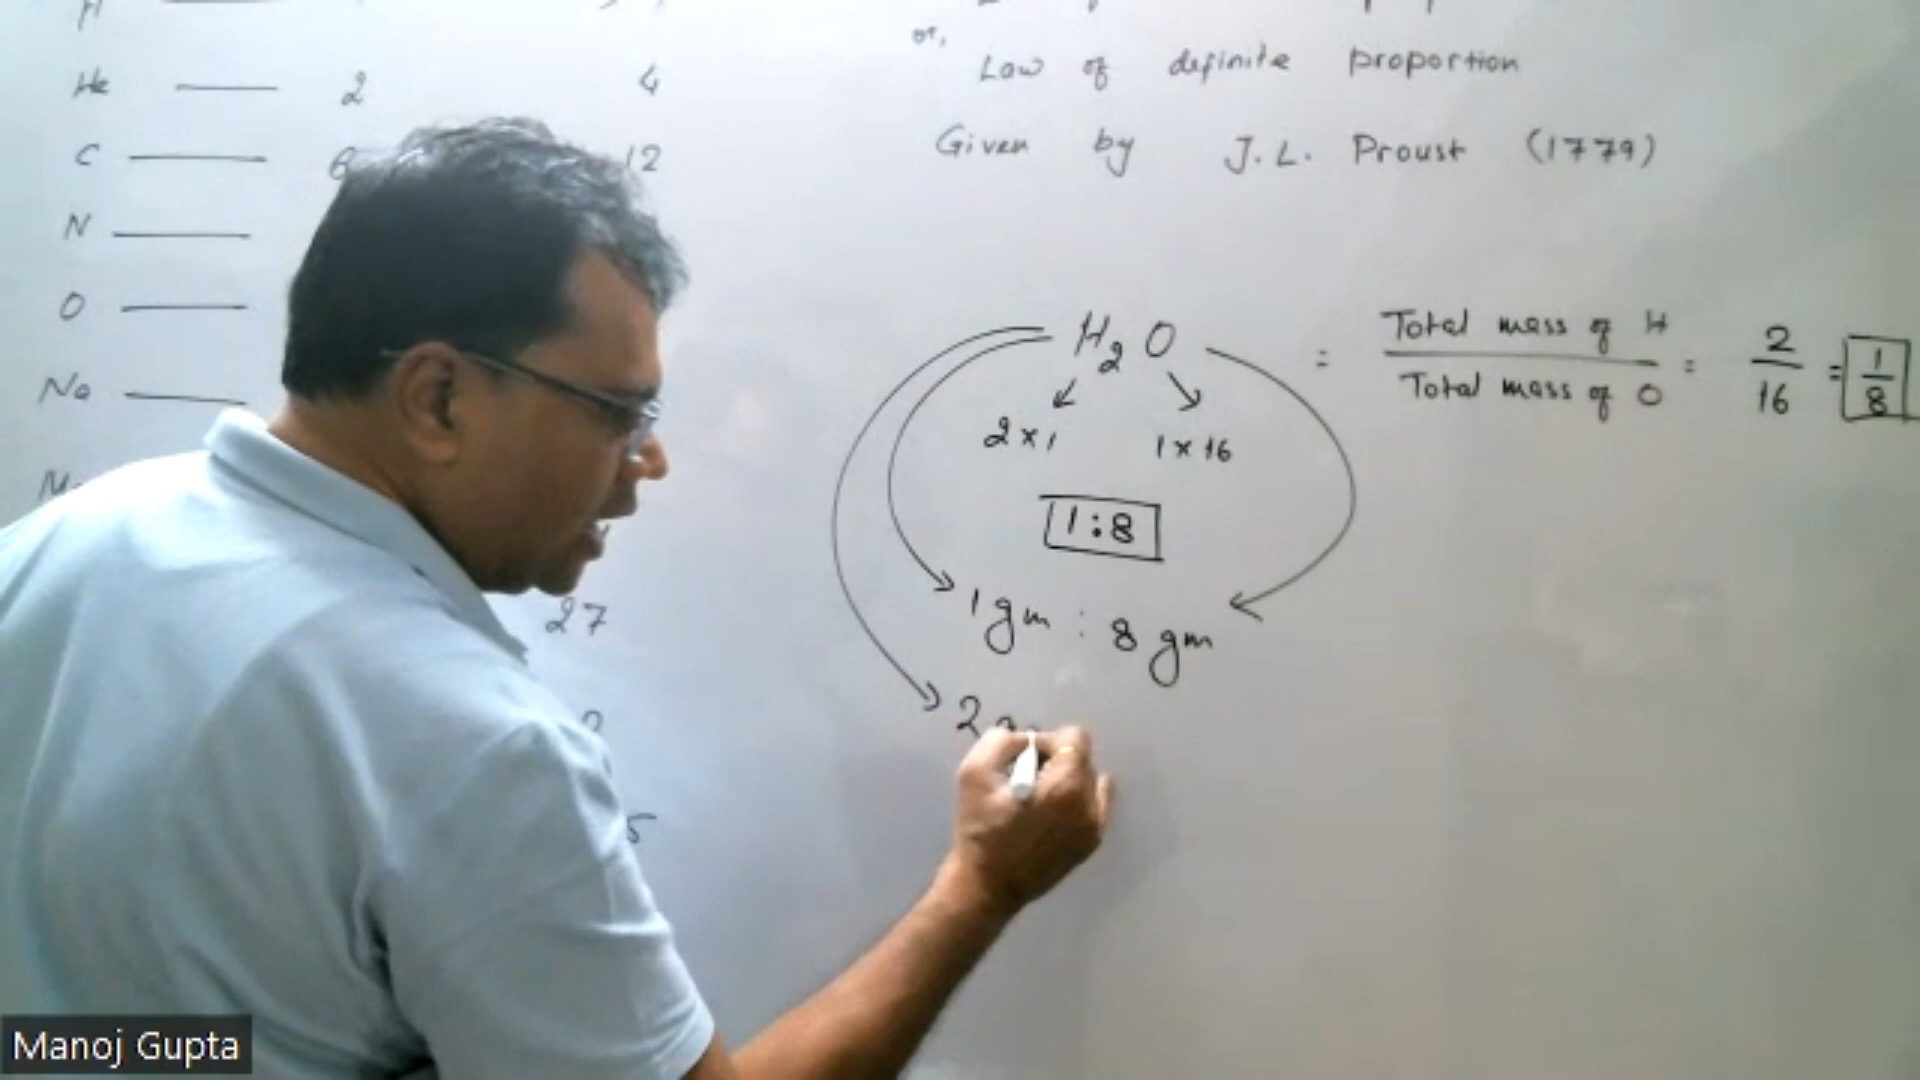 He 2 4
C 12
N
O
Na
27
5
or,
Law of definite proportion
Given by J.L. Proust (1779)
H₂O = Total mass of H / Total mass of O = 2/16 = 1/8
2 × 1 1 × 16
1:8
1 gm : 8 gm
2
Manoj Gupta